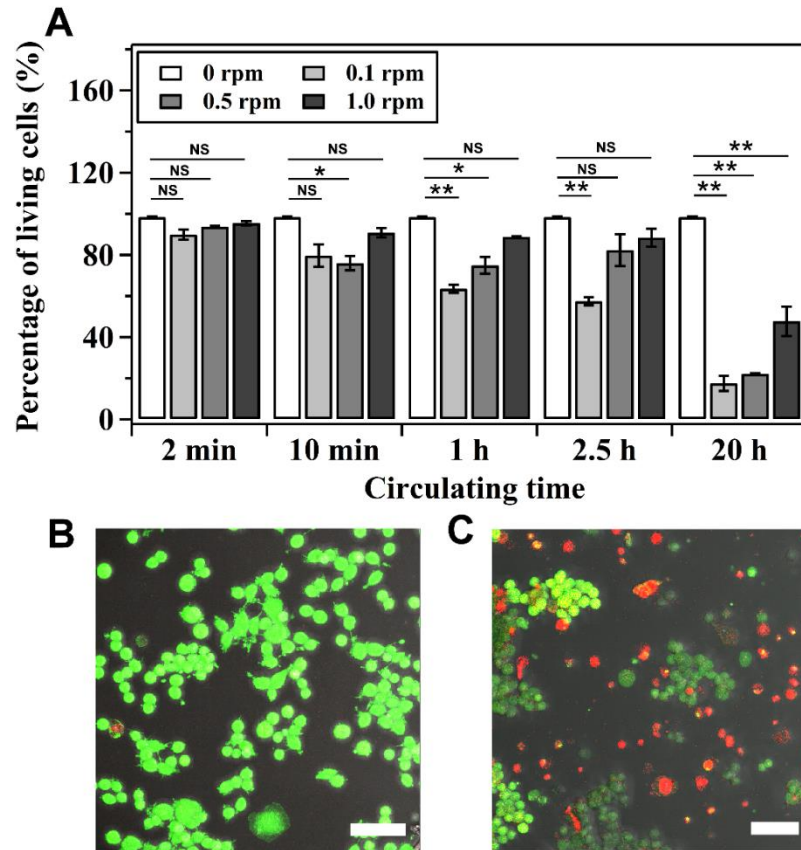 A
Percentage of living cells (%)
160
120
80
40
0
0 rpm 0.1 rpm
0.5 rpm 1.0 rpm
NS
NS
NS
NS
*
NS
NS
*
**
NS
NS
**
**
**
**
2 min 10 min 1 h 2.5 h 20 h
Circulating time
B
C